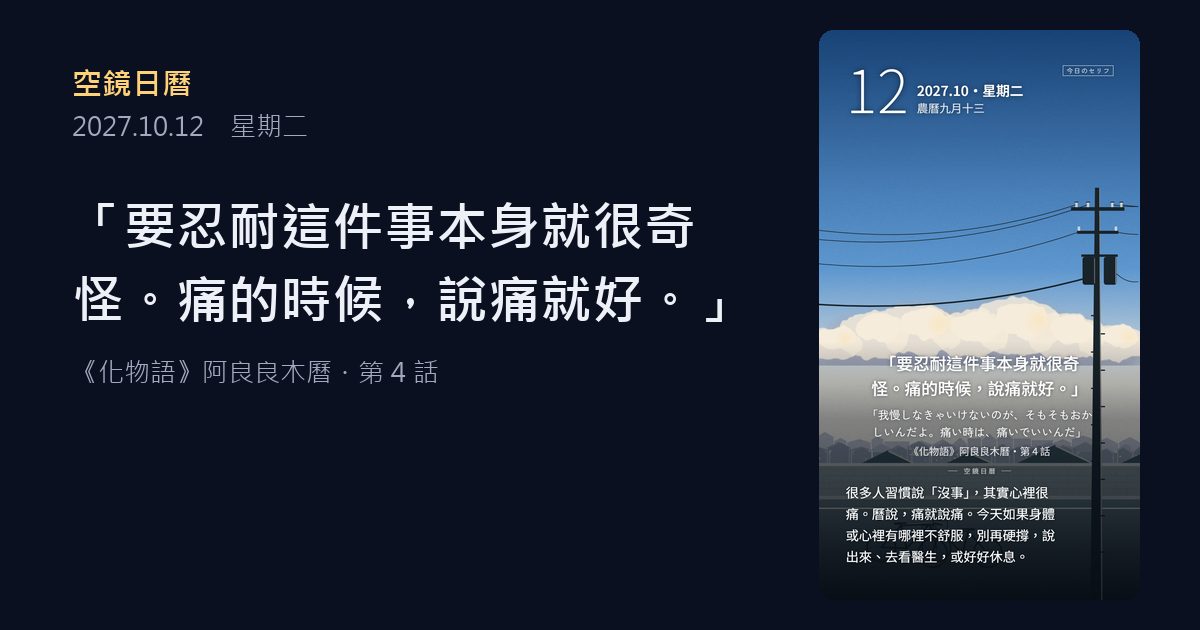 空鏡日曆
2027.10.12　星期二
「要忍耐這件事本身就很奇
怪。痛的時候，說痛就好。」
《化物語》阿良良木曆・第 4 話
今日のセリフ
12
2027.10・星期二
農曆九月十三
「要忍耐這件事本身就很奇
怪。痛的時候，說痛就好。」
「我慢しなきゃいけないのが、そもそもおか
しいんだよ。痛い時は、痛いでいいんだ」
《化物語》阿良良木曆・第 4 話
— 空鏡日曆 —
很多人習慣說「沒事」，其實心裡很
痛。曆說，痛就說痛。今天如果身體
或心裡有哪裡不舒服，別再硬撐，說
出來、去看醫生，或好好休息。